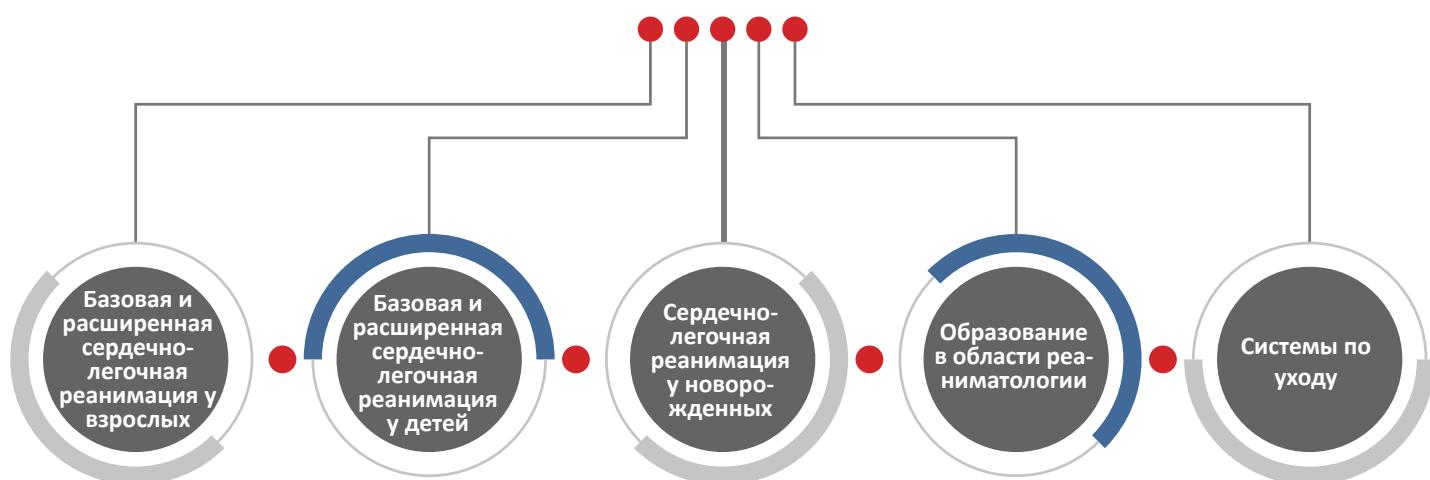 Базовая и
расширенная
сердечно-
легочная
реанимация у
взрослых
Базовая и
расширенная
сердечно-
легочная
реанимация
у детей
Сердечно-
легочная
реанимация
у новоро-
жденных
Образование
в области реа-
ниматологии
Системы по
уходу